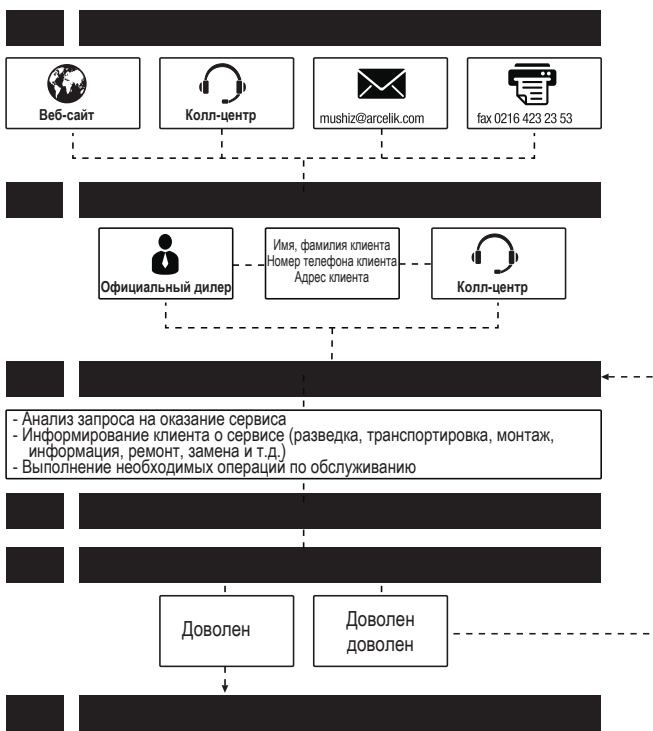 Веб-сайт
Колл-центр
mushiz@arcelik.com
fax 0216 423 23 53
Имя, фамилия клиента
Номер телефона клиента
Адрес клиента
Официальный дилер
Колл-центр
- Анализ запроса на оказание сервиса
- Информирование клиента о сервисе (разведка, транспортировка, монтаж,
информация, ремонт, замена и т.д.)
- Выполнение необходимых операций по обслуживанию
Доволен
Доволен
доволен